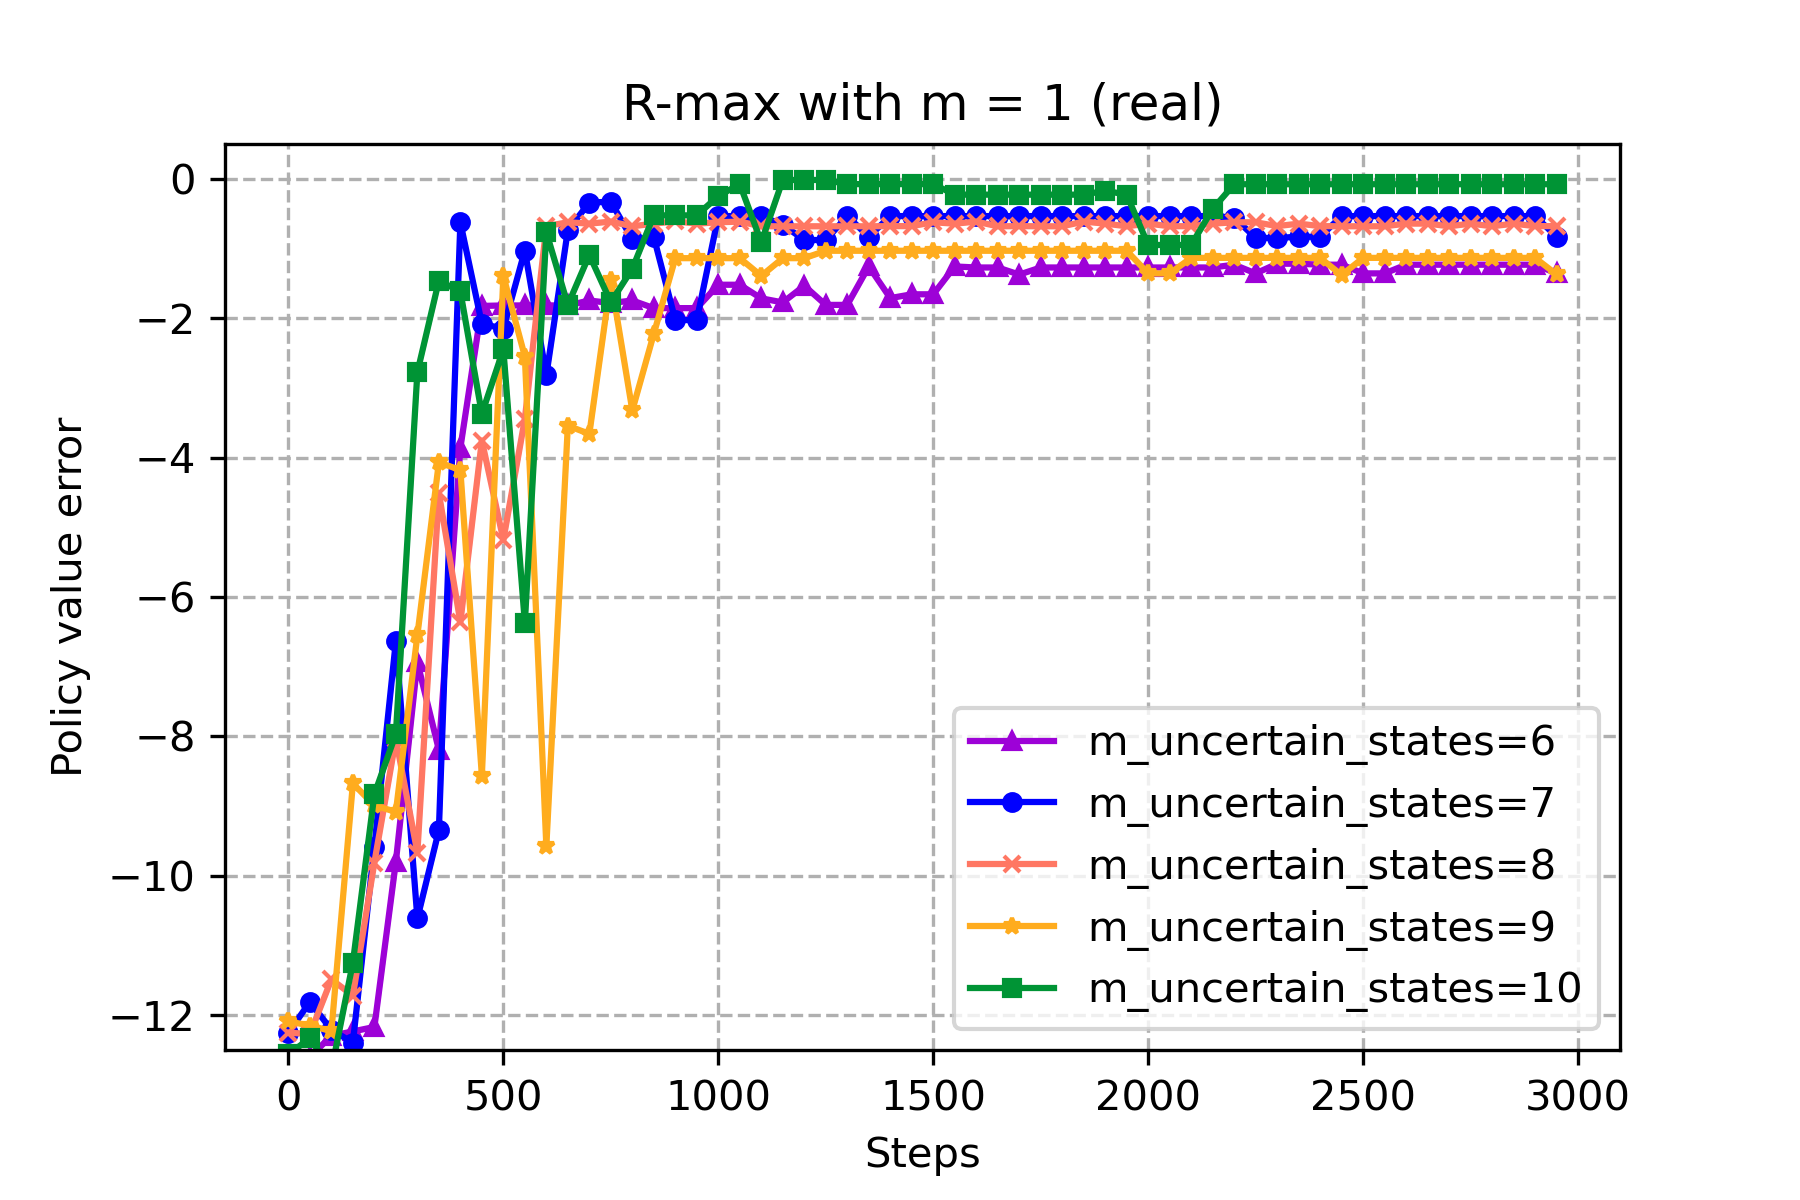 R-max with m = 1 (real)
0
−2
−4
−6
−8
−10
−12
Policy value error
m_uncertain_states=6
m_uncertain_states=7
m_uncertain_states=8
m_uncertain_states=9
m_uncertain_states=10
0 500 1000 1500 2000 2500 3000
Steps